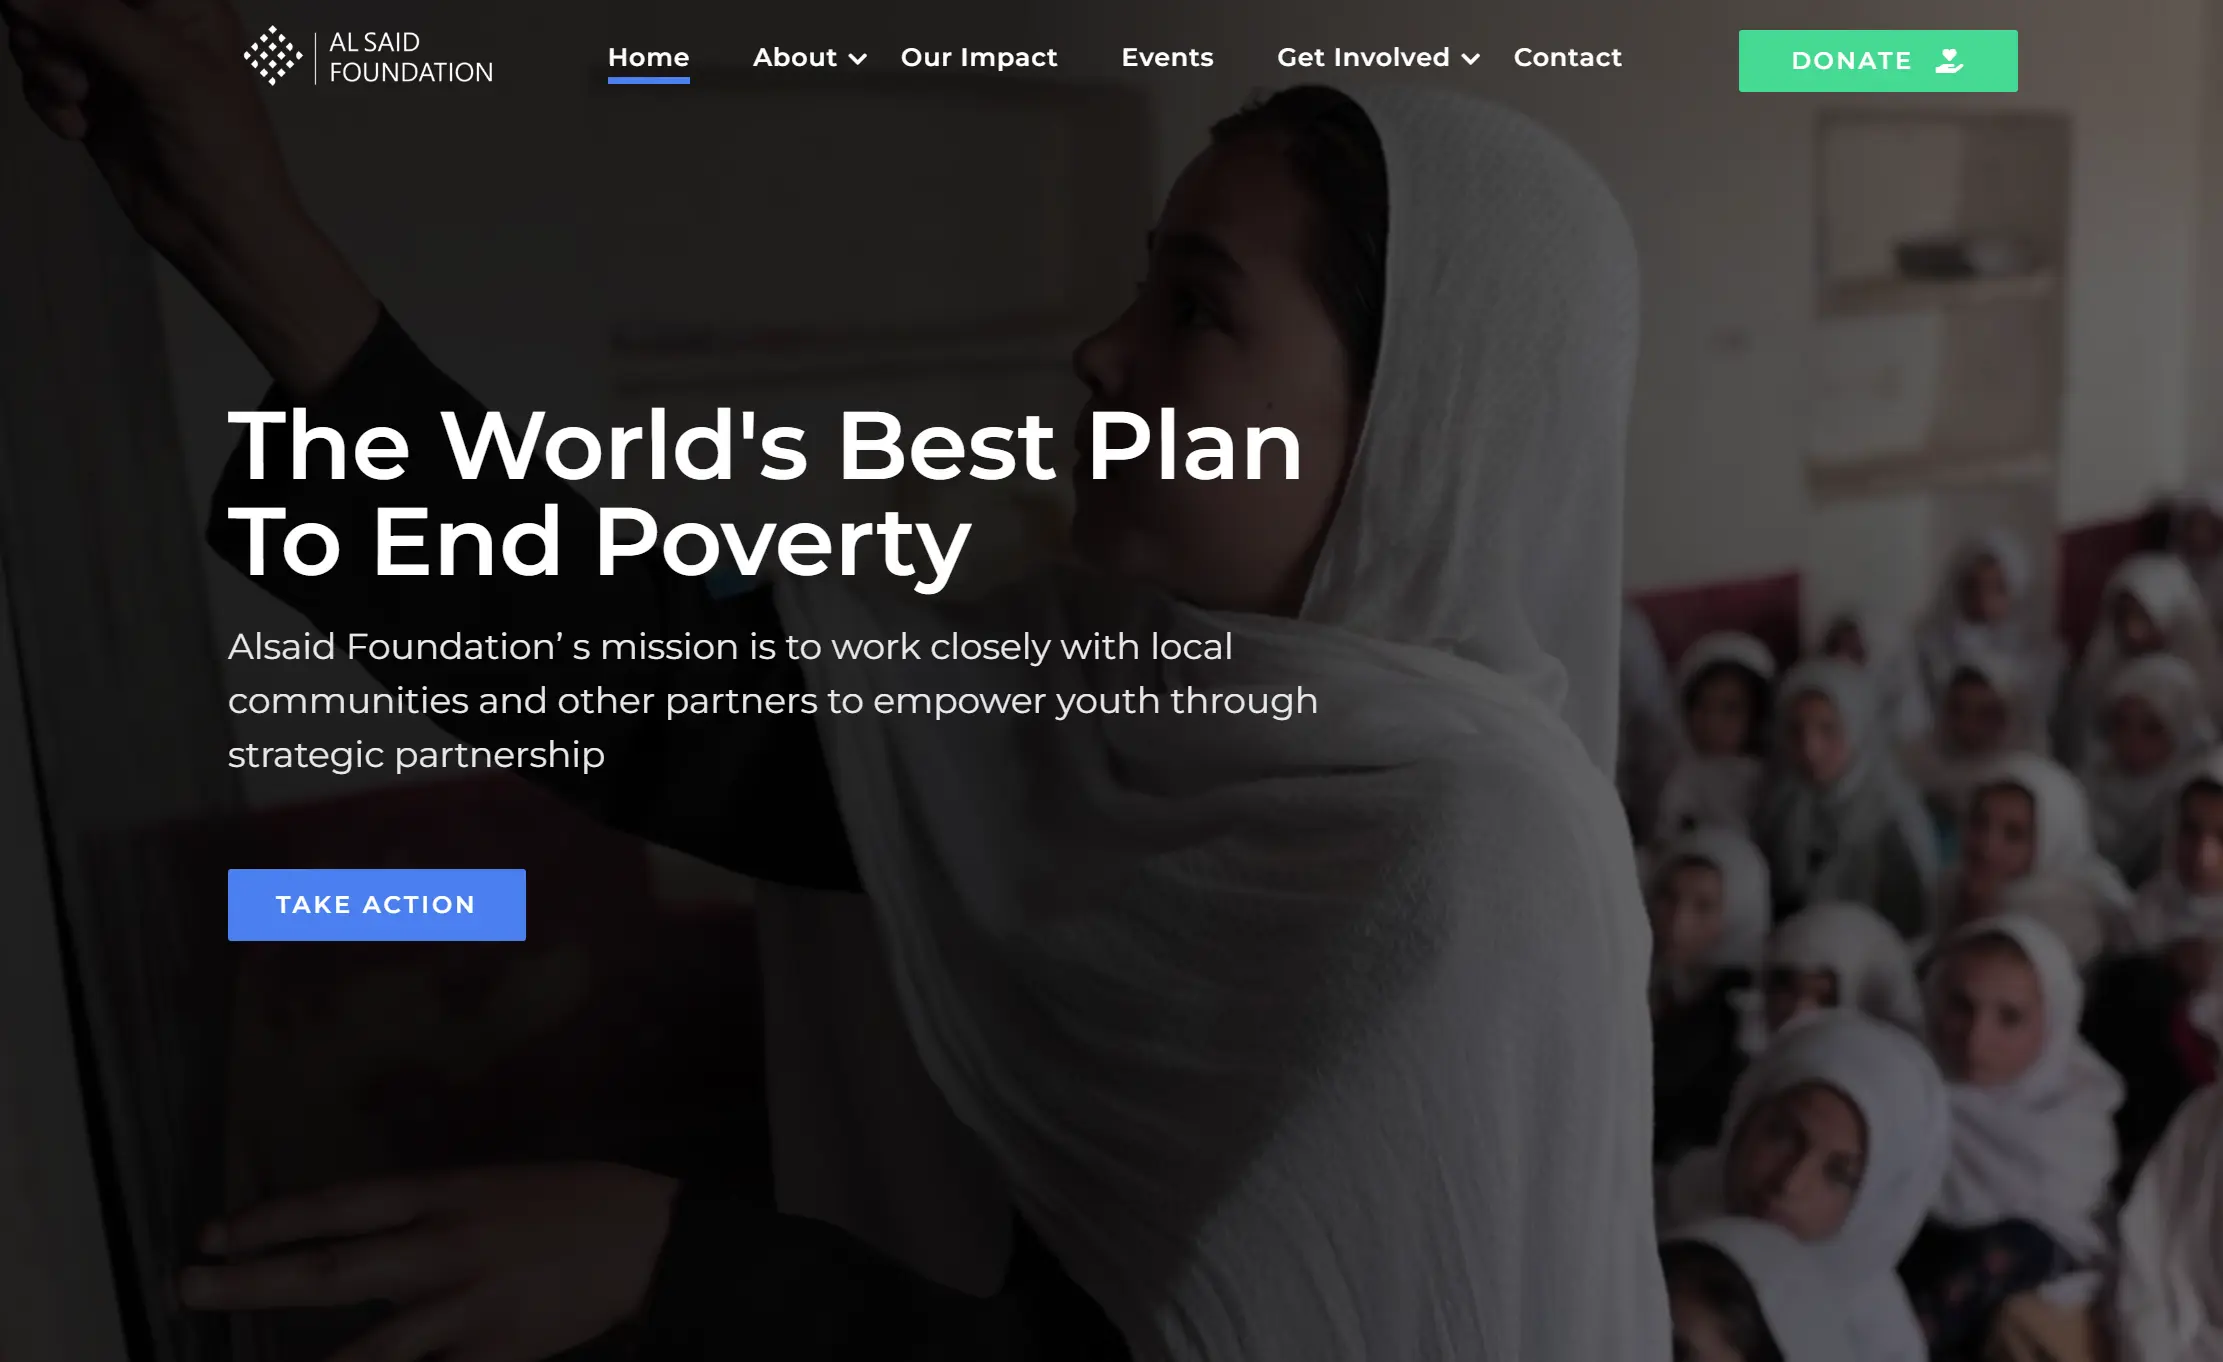 AL SAID
FOUNDATION
Home
About
Our Impact
Events
Get Involved
Contact
DONATE
The World's Best Plan
To End Poverty
Alsaid Foundation’ s mission is to work closely with local
communities and other partners to empower youth through
strategic partnership
TAKE ACTION